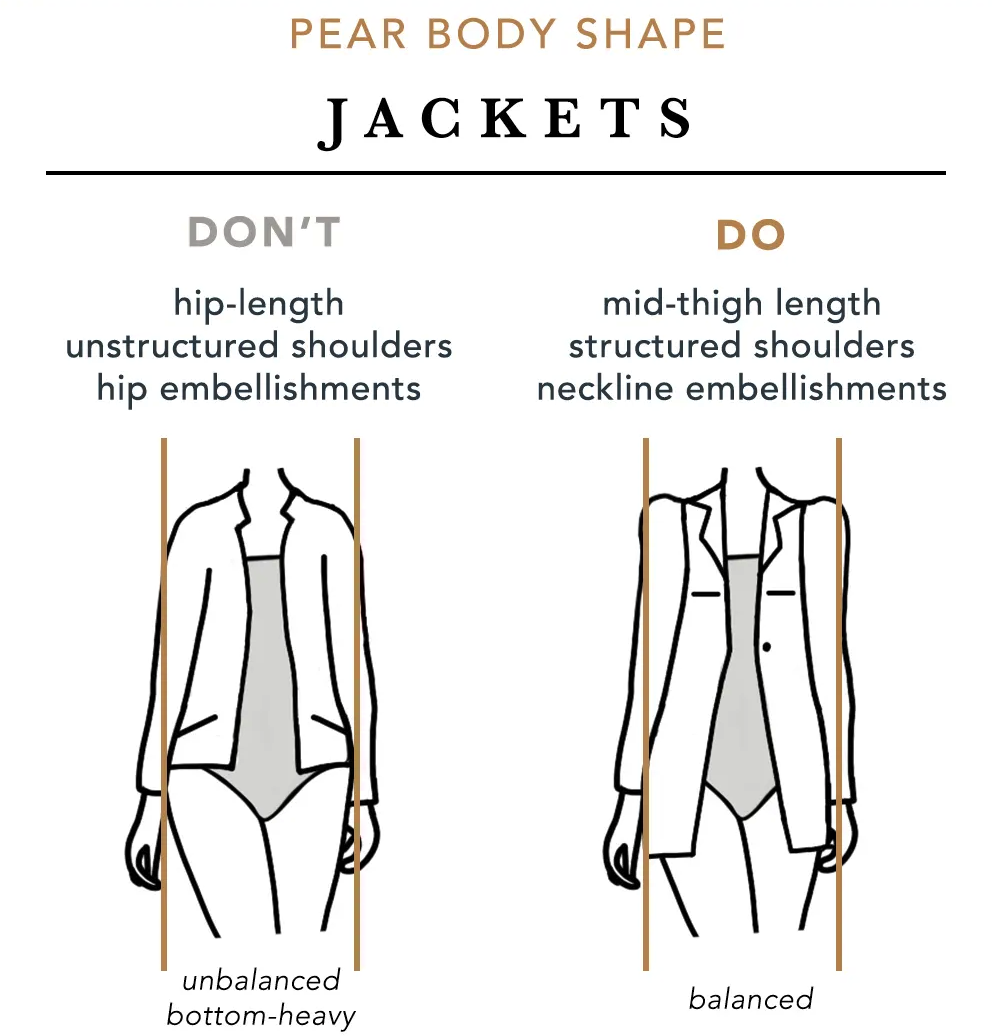 PEAR BODY SHAPE
JACKETS
DON'T
hip-length
unstructured shoulders
hip embellishments
unbalanced
bottom-heavy
DO
mid-thigh length
structured shoulders
neckline embellishments
balanced